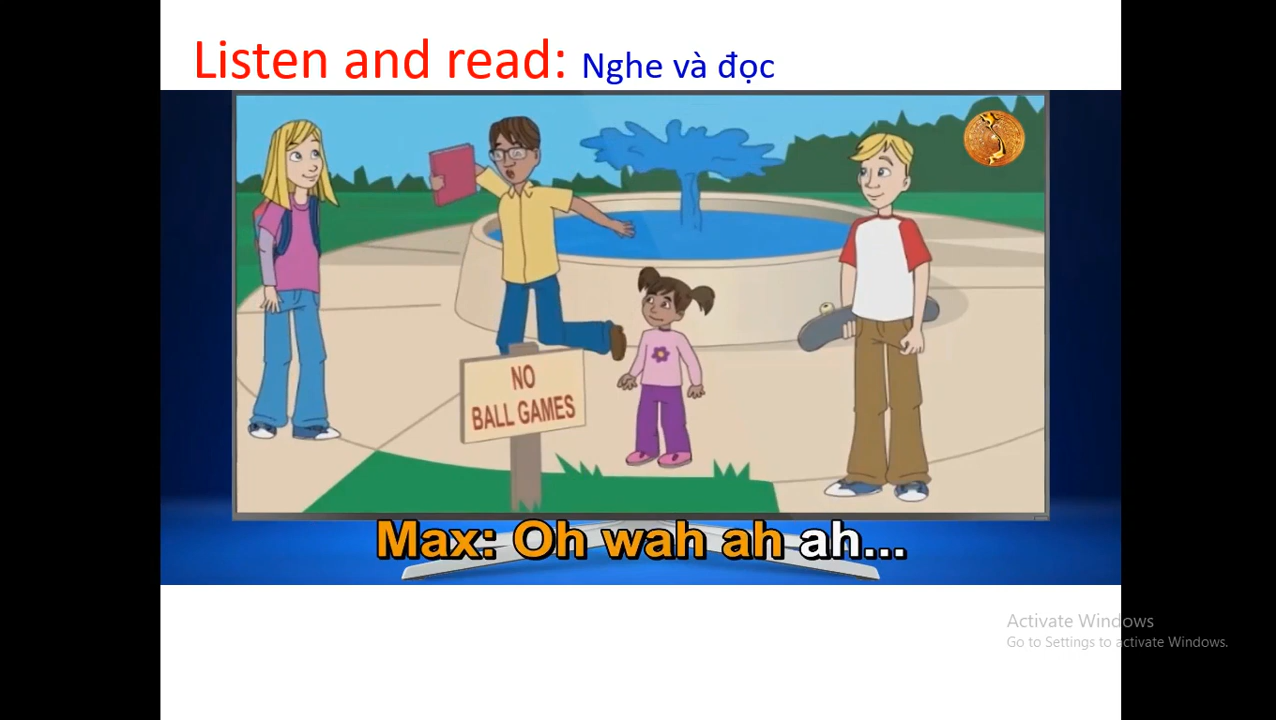 Listen and read: Nghe và đọc
NO
BALL GAMES
Max: Oh wah ah ah...
Activate Windows
Go to Settings to activate Windows.